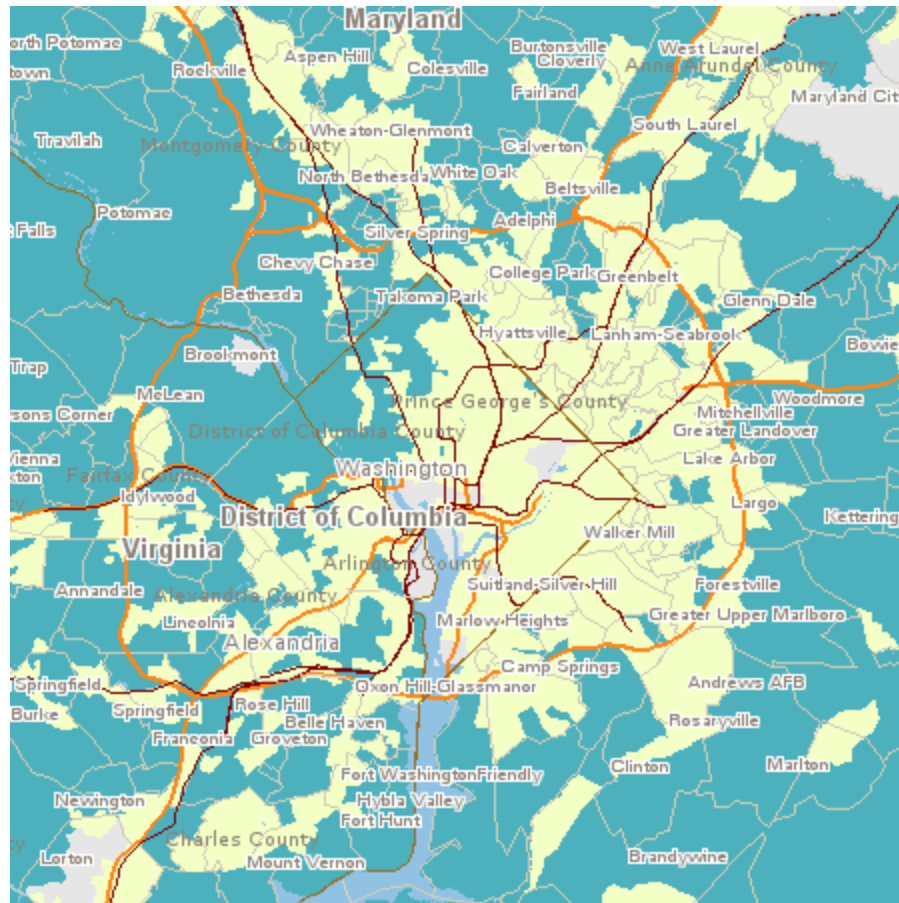 Maryland
orth Potomac
Aspen Hill
Burtonsville
West Laurel
Cloverly
Anne Arundel County
town
Rockville
Colesville
Fairland
Maryland City
Wheaton-Glenmont
South Laurel
Travilah
Montgomery County
Calverton
North Bethesda
White Oak
Beltsville
Potomac
Falls
Silver Spring
Adelphi
Chevy Chase
College Park
Greenbelt
Bethesda
Takoma Park
Glenn Dale
Hyattsville
Lanham-Seabrook
Brookmont
Bowie
Trap
McLean
Woodmore
Prince George's County
sons Corner
Mitchellville
District of Columbia County
Greater Landover
Vienna
Lake Arbor
kton
Fairfax County
Washington
Idylwood
Largo
District of Columbia
Kettering
Walker Mill
Virginia
Arlington County
Annandale
Alexandria County
Suitland-Silver Hill
Forestville
Lincolnia
Marlow Heights
Greater Upper Marlboro
Alexandria
Camp Springs
Springfield
Oxon Hill-Glassmanor
Andrews AFB
Burke
Springfield
Rose Hill
Belle Haven
Rosaryville
Franconia
Groveton
Fort Washington
Friendly
Clinton
Marlton
Newington
Hybla Valley
Fort Hunt
Charles County
Lorton
Mount Vernon
Brandywine